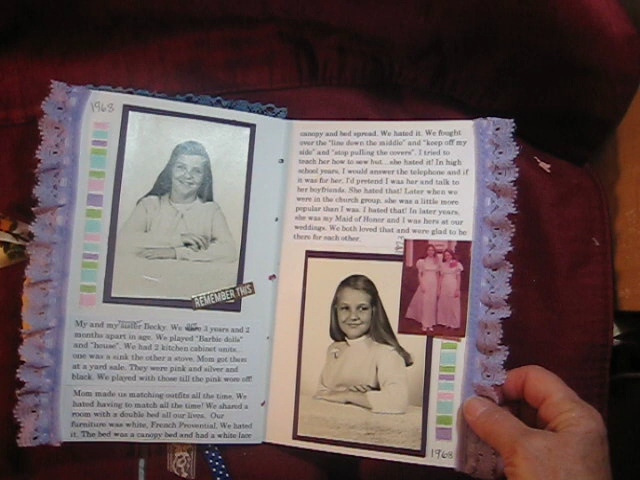 1968
REMEMBER THIS
My and my sister Becky. We were 3 years and 2
months apart in age. We played "Barbie dolls"
and "house". We had 2 kitchen cabinet units...
one was a sink the other a stove. Mom got them
at a yard sale. They were pink and silver and
black. We played with those till the pink wore off!
Mom made us matching outfits all the time. We
hated having to match all the time! We shared a
room with a double bed all our lives. Our
furniture was white, French Provential. We hated
it. The bed was a canopy bed and had a white lace
canopy and bed spread. We hated it. We fought
over the "line down the middle" and "keep off my
side" and "stop pulling the covers". I tried to
teach her how to sew but... she hated it! In high
school years, I would answer the telephone and if
it was for her, I'd pretend I was her and talk to
her boyfriends. She hated that! Later when we
were in the church group, she was a little more
popular than I was. I hated that! In later years,
she was my Maid of Honor and I was hers at our
weddings. We both loved that and were glad to be
there for each other.
1968